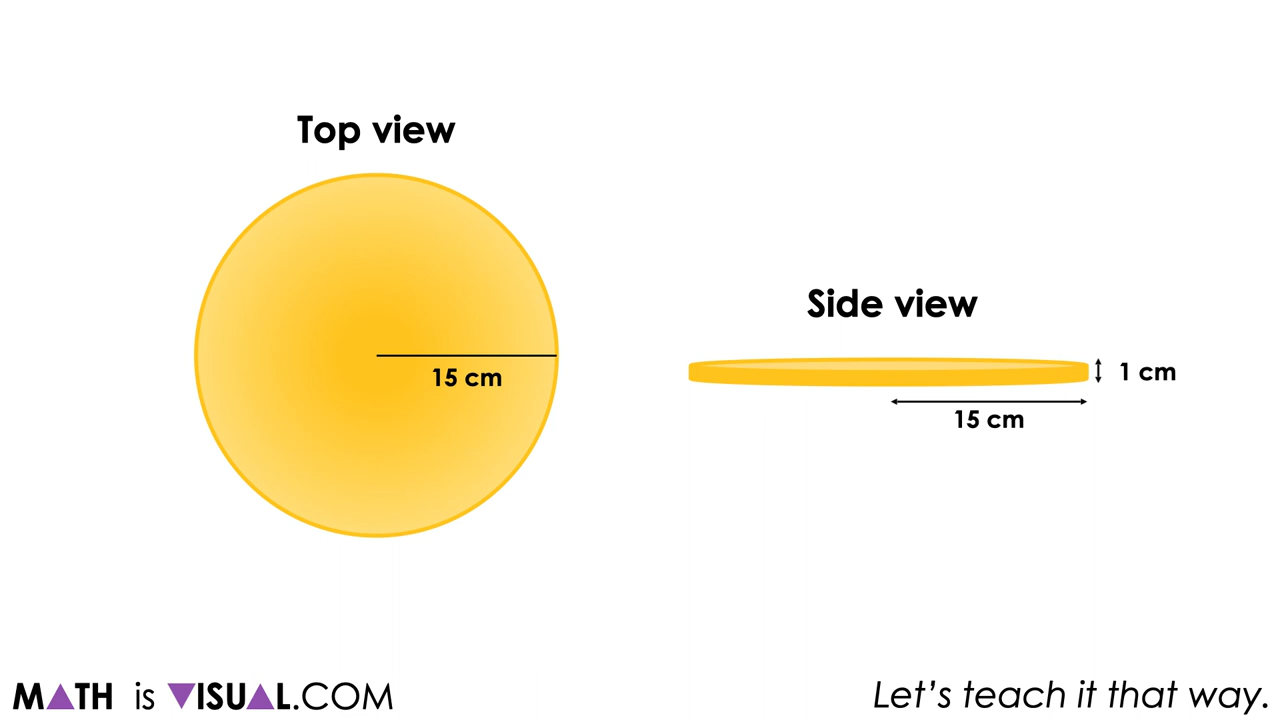 Top view
15 cm
Side view
1 cm
15 cm
MATH is VISUAL.COM
Let's teach it that way.